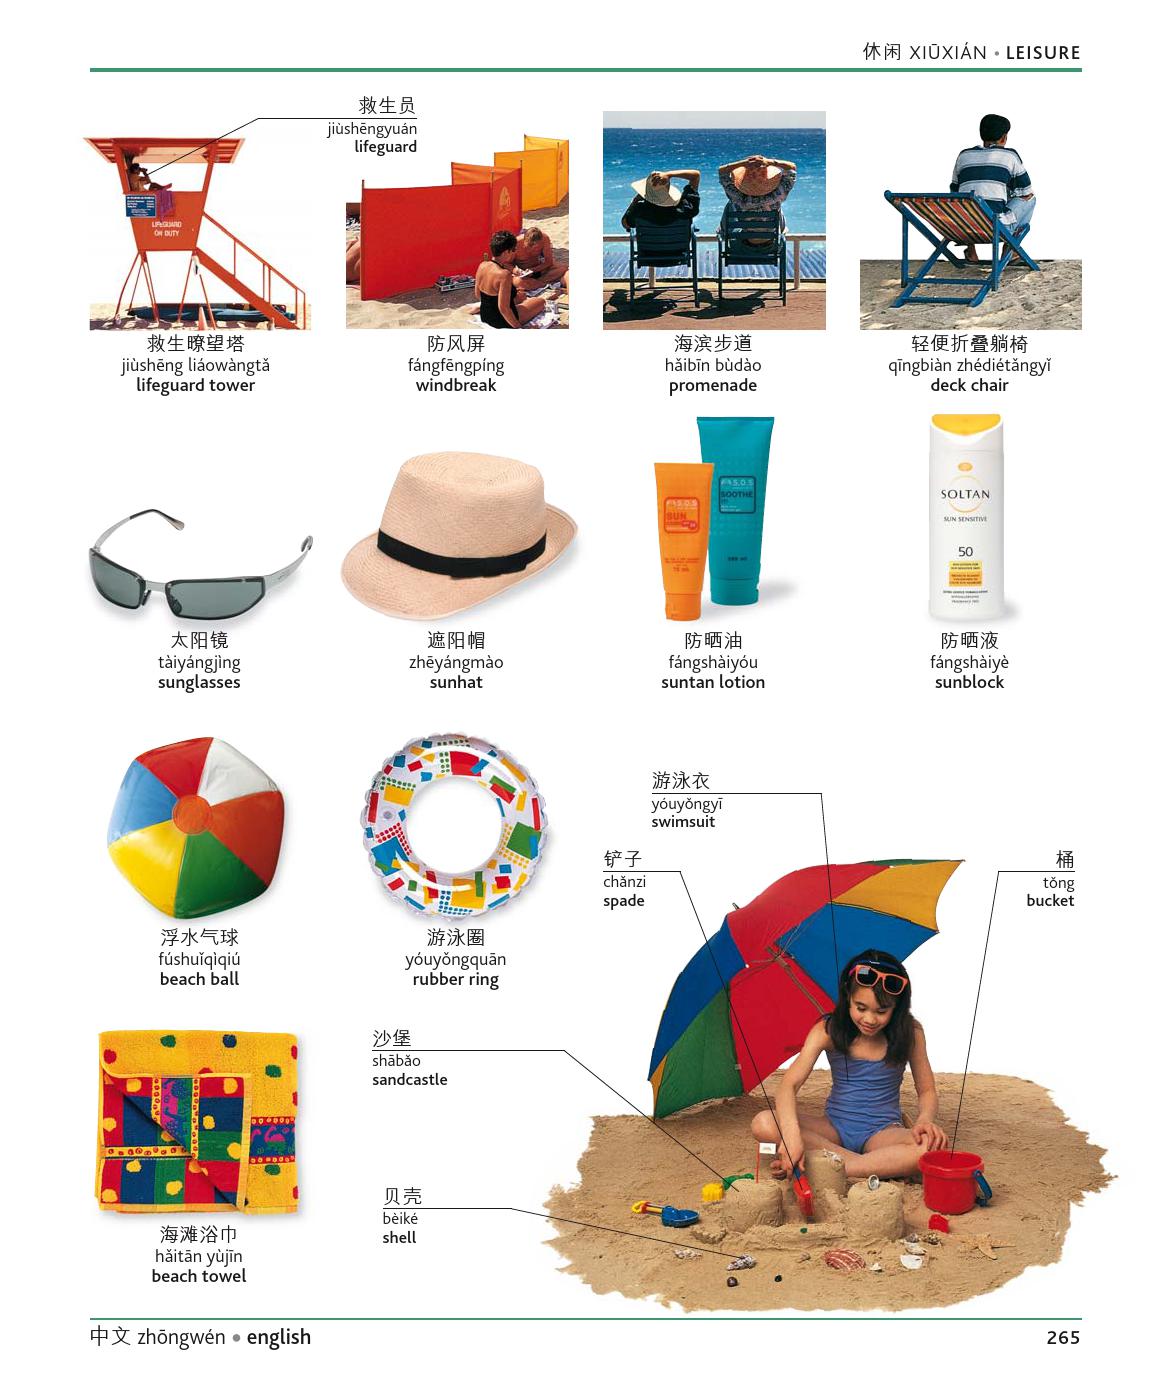 休闲 XIŪXIÁN • LEISURE
救生员
jiùshēngyuán
lifeguard
LIFEGUARD
ON DUTY
救生瞭望塔
jiùshēng liáowàngtǎ
lifeguard tower
防风屏
fángfēngpíng
windbreak
海滨步道
hǎibīn bùdào
promenade
轻便折叠躺椅
qīngbiàn zhédiétǎngyǐ
deck chair
S.O.S
SUN
S.O.S
SOOTHE
SOLTAN
SUN SENSITIVE
50
太阳镜
tàiyángjìng
sunglasses
遮阳帽
zhēyángmào
sunhat
防晒油
fángshàiyóu
suntan lotion
防晒液
fángshàiyè
sunblock
浮水气球
fúshuǐqìqiú
beach ball
游泳圈
yóuyǒngquān
rubber ring
游泳衣
yóuyǒngyī
swimsuit
铲子
chǎnzi
spade
桶
tǒng
bucket
沙堡
shābǎo
sandcastle
贝壳
bèiké
shell
海滩浴巾
hǎitān yùjīn
beach towel
中文 zhōngwén • english
265